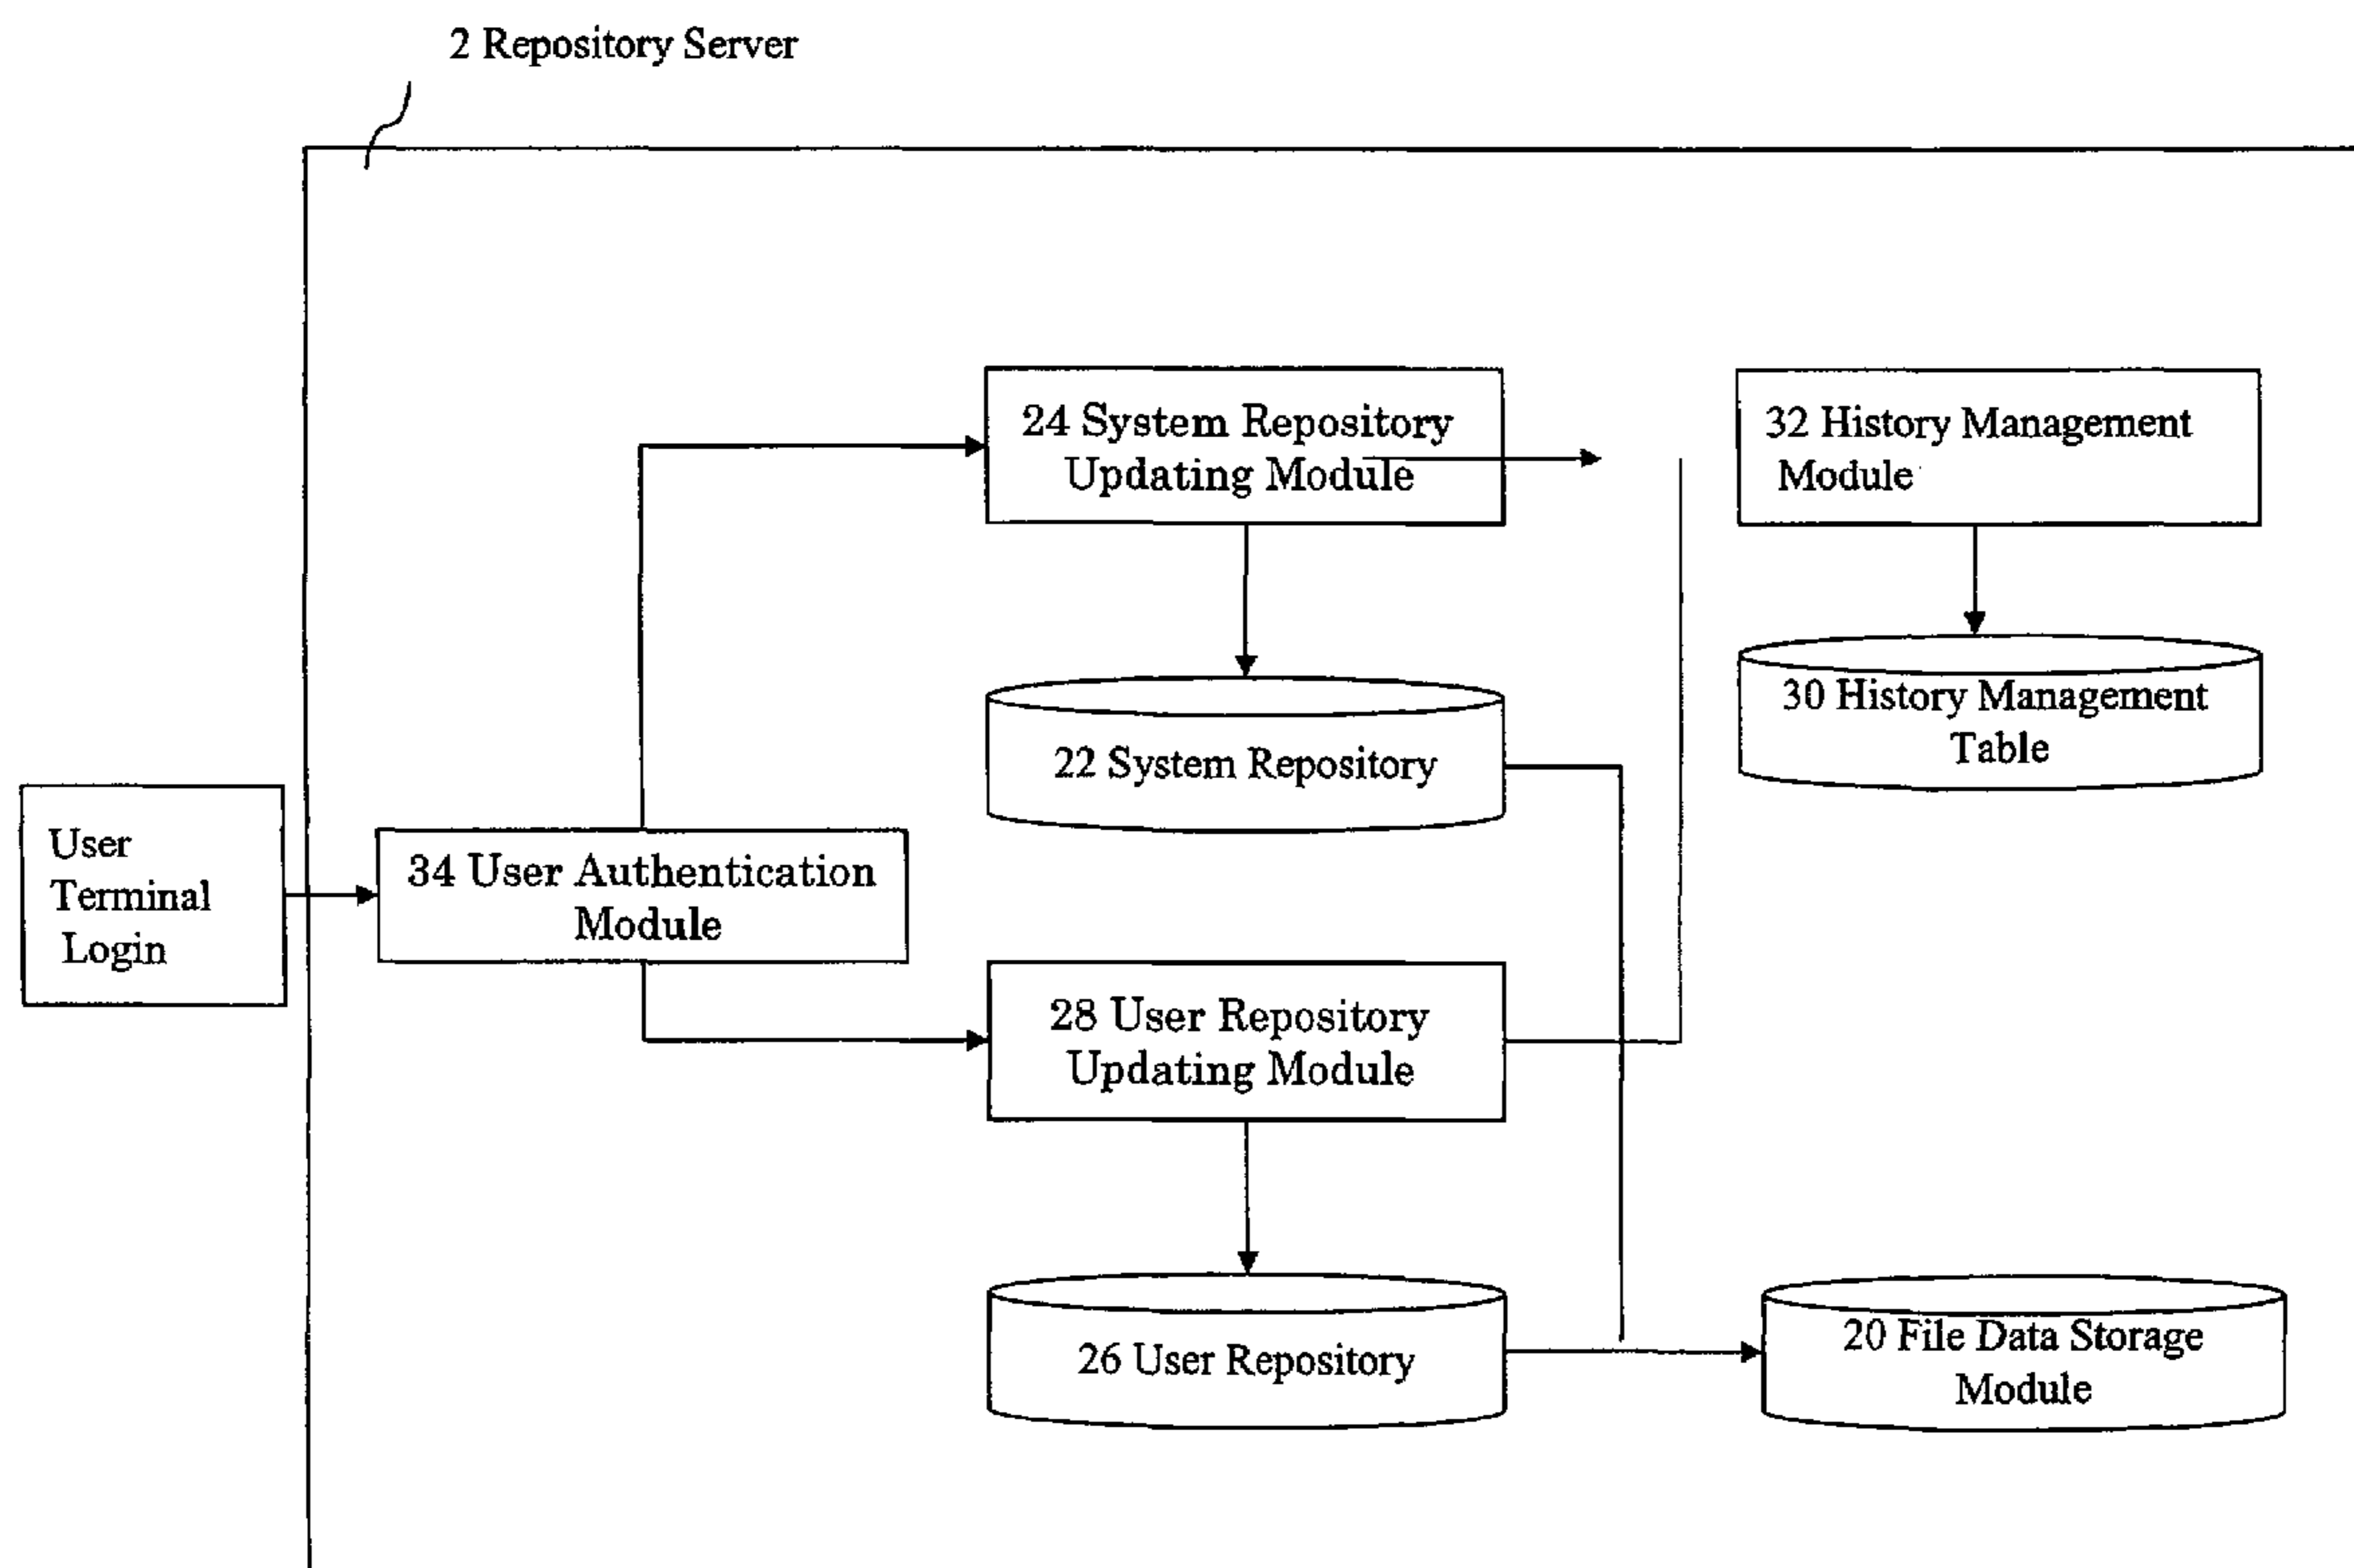 2 Repository Server
24 System Repository
Updating Module
32 History Management
Module
30 History Management
Table
22 System Repository
User
Terminal
Login
34 User Authentication
Module
28 User Repository
Updating Module
26 User Repository
20 File Data Storage
Module